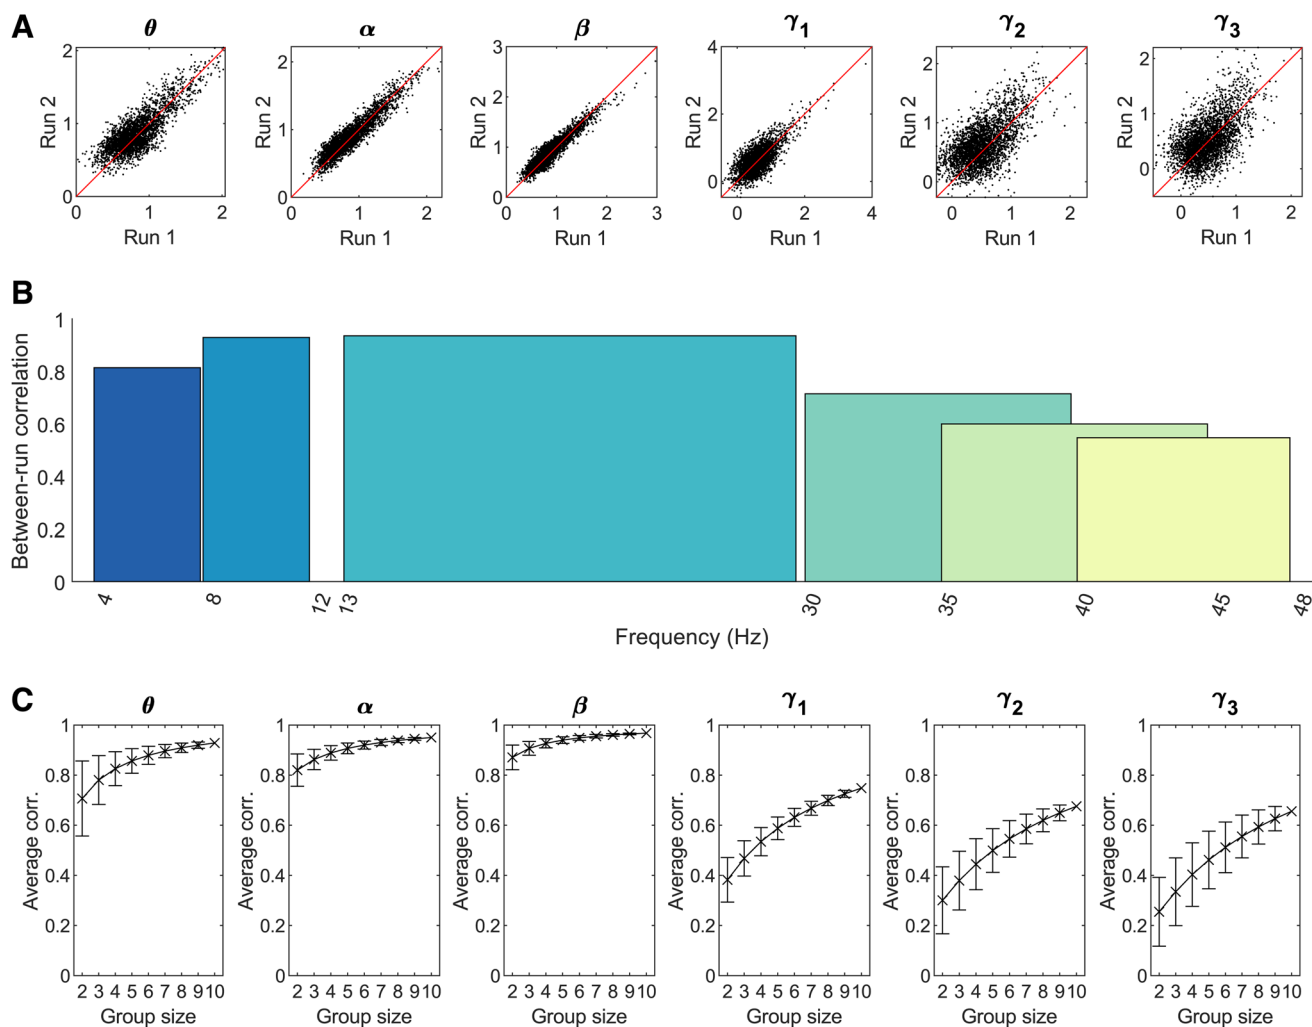 A
θ α β γ1 γ2 γ3
2 2 3 4 2 2
2 2
1 1 1 1 1
1
0 0 0 0 0 0
0 1 2 0 1 2 0 1 2 3 0 2 4 0 1 2 0 1 2
Run 2 Run 2 Run 2 Run 2 Run 2 Run 2
Run 1 Run 1 Run 1 Run 1 Run 1 Run 1
B
Between-run correlation
1
0.8
0.6
0.4
0.2
0
4 8 12 13 30 35 40 45 48
Frequency (Hz)
C
θ α β γ1 γ2 γ3
Average corr. Average corr. Average corr. Average corr. Average corr. Average corr.
1 1 1 1 1 1
0.8 0.8 0.8 0.8 0.8 0.8
0.6 0.6 0.6 0.6 0.6 0.6
0.4 0.4 0.4 0.4 0.4 0.4
0.2 0.2 0.2 0.2 0.2 0.2
0 0 0 0 0 0
2 3 4 5 6 7 8 9 10 2 3 4 5 6 7 8 9 10 2 3 4 5 6 7 8 9 10 2 3 4 5 6 7 8 9 10 2 3 4 5 6 7 8 9 10 2 3 4 5 6 7 8 9 10
Group size Group size Group size Group size Group size Group size